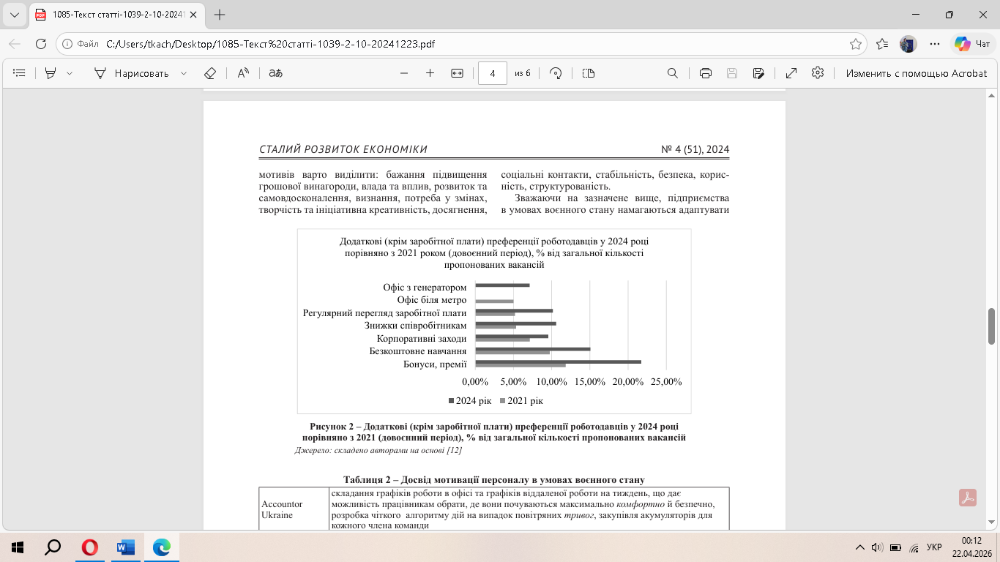 1085-Текст статті-1039-2-10-20241
Файл
C:/Users/tkach/Desktop/1085-Текст%20статті-1039-2-10-20241223.pdf
Чат
Нарисовать
аあ
4
из 6
Изменить с помощью Acrobat
СТАЛИЙ РОЗВИТОК ЕКОНОМІКИ
№ 4 (51), 2024
мотивів варто виділити: бажання підвищення
грошової винагороди, влада та вплив, розвиток та
самовдосконалення, визнання, потреба у змінах,
творчість та ініціативна креативність, досягнення,
соціальні контакти, стабільність, безпека, корис-
ність, структурованість.
Зважаючи на зазначене вище, підприємства
в умовах воєнного стану намагаються адаптувати
Додаткові (крім заробітної плати) преференції роботодавців у 2024 році
порівняно з 2021 роком (довоєнний період), % від загальної кількості
пропонованих вакансій
Офіс з генератором
Офіс біля метро
Регулярний перегляд заробітної плати
Знижки співробітникам
Корпоративні заходи
Безкоштовне навчання
Бонуси, премії
0,00% 5,00% 10,00% 15,00% 20,00% 25,00%
2024 рік 2021 рік
Рисунок 2 – Додаткові (крім заробітної плати) преференції роботодавців у 2024 році
порівняно з 2021 (довоєнний період), % від загальної кількості пропонованих вакансій
Джерело: складено авторами на основі [12]
Таблиця 2 – Досвід мотивації персоналу в умовах воєнного стану
Accountor
Ukraine
складання графіків роботи в офісі та графіків віддаленої роботи на тиждень, що дає
можливість працівникам обрати, де вони почуваються максимально комфортно й безпечно,
розробка чіткого алгоритму дій на випадок повітряних тривог, закупівля акумуляторів для
кожного члена команди
УКР
00:12
22.04.2026